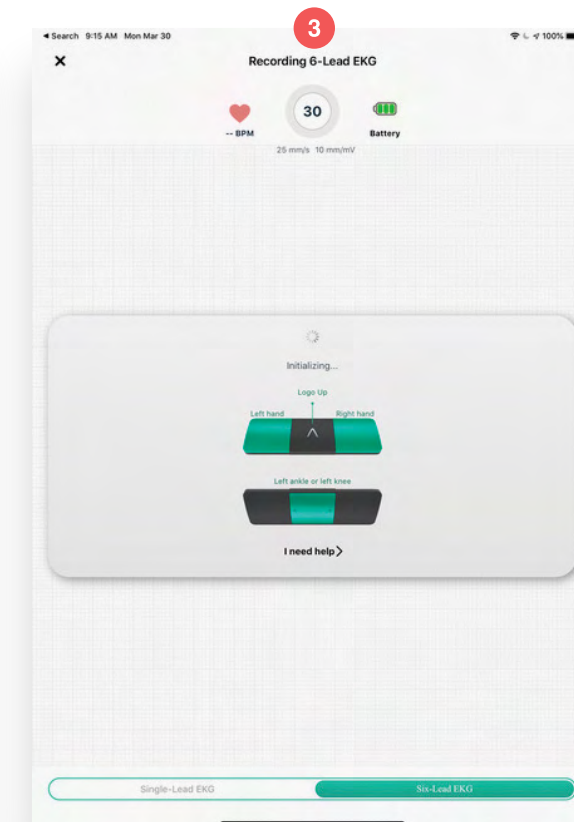 3
Search 9:15 AM Mon Mar 30 100%
Recording 6-Lead EKG
30
-- BPM Battery
25 mm/s 10 mm/mV
Initializing...
Logo Up
Left hand Right hand
Left ankle or left knee
I need help
Single-Lead EKG Six-Lead EKG